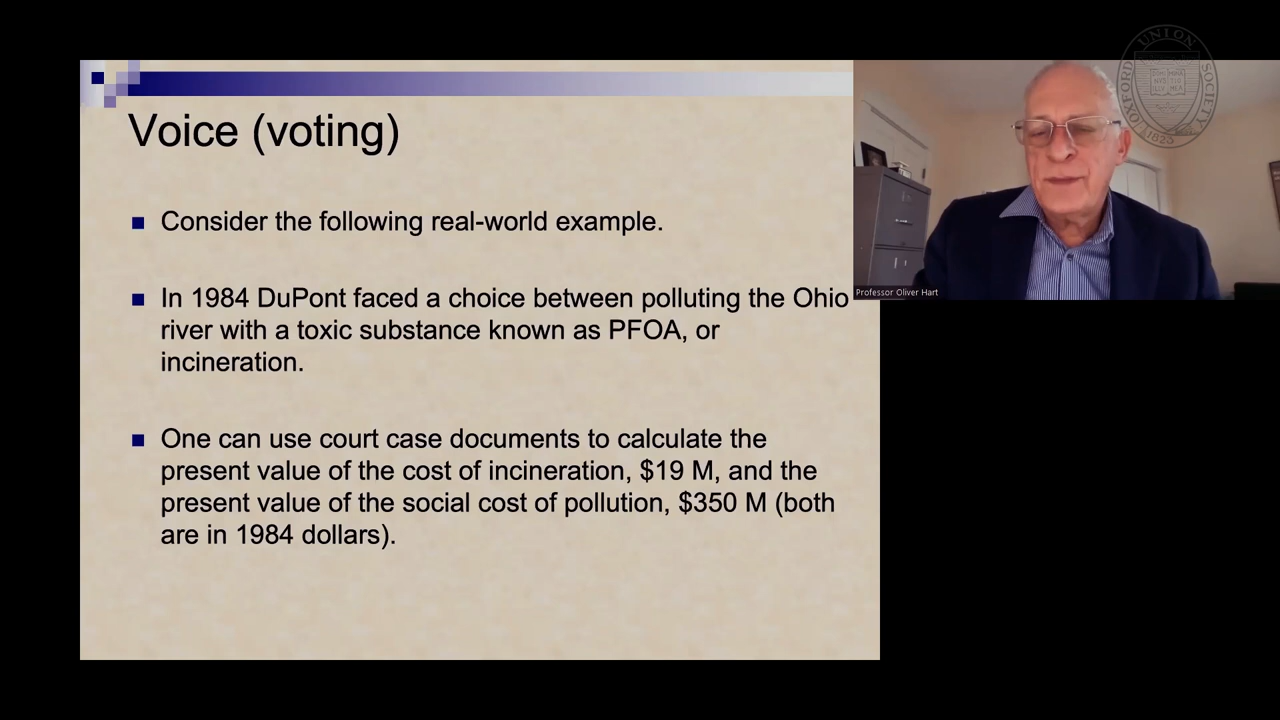 Voice (voting)
Consider the following real-world example.
In 1984 DuPont faced a choice between polluting the Ohio
river with a toxic substance known as PFOA, or
incineration.
One can use court case documents to calculate the
present value of the cost of incineration, $19 M, and the
present value of the social cost of pollution, $350 M (both
are in 1984 dollars).
Professor Oliver Hart
OXFORD UNION SOCIETY
1823